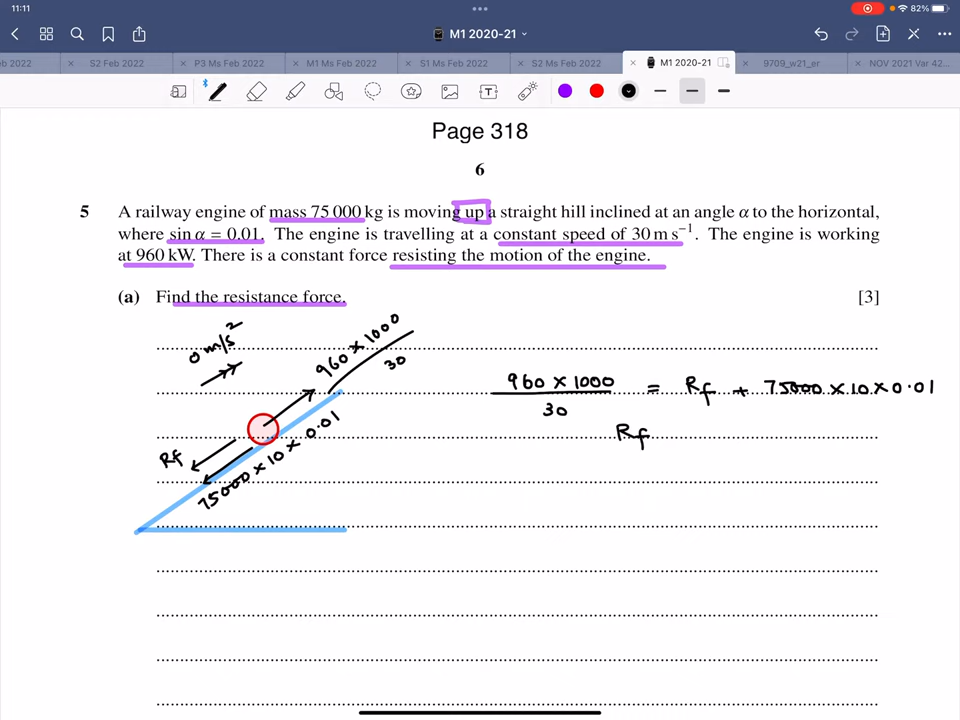 11:11
82%
M1 2020-21
eb 2022
S2 Feb 2022
P3 Ms Feb 2022
M1 Ms Feb 2022
S1 Ms Feb 2022
S2 Ms Feb 2022
M1 2020-21
9709_w21_er
NOV 2021 Var 42...
Page 318
6
5 A railway engine of mass 75 000 kg is moving up a straight hill inclined at an angle α to the horizontal,
where sin α = 0.01. The engine is travelling at a constant speed of 30 m s⁻¹. The engine is working
at 960 kW. There is a constant force resisting the motion of the engine.
(a) Find the resistance force. [3]
0 m/s²
960 × 1000
30
Rf
75000 × 10 × 0.01
960 × 1000 = Rf + 75000 × 10 × 0.01
30
Rf